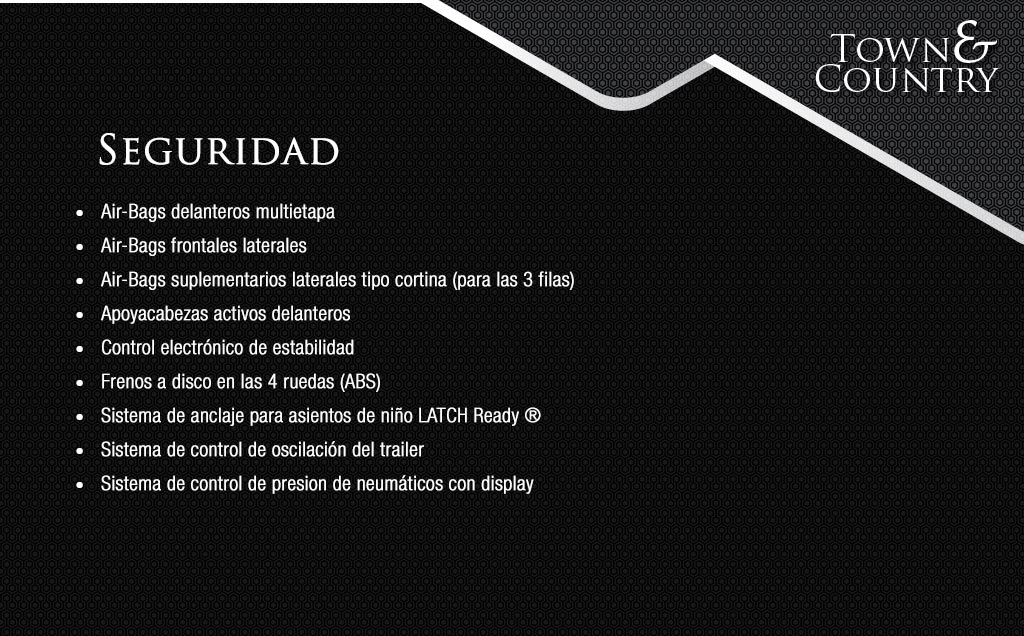 Town &
Country
Seguridad
• Air-Bags delanteros multietapa
• Air-Bags frontales laterales
• Air-Bags suplementarios laterales tipo cortina (para las 3 filas)
• Apoyacabezas activos delanteros
• Control electrónico de estabilidad
• Frenos a disco en las 4 ruedas (ABS)
• Sistema de anclaje para asientos de niño LATCH Ready ®
• Sistema de control de oscilación del trailer
• Sistema de control de presion de neumáticos con display